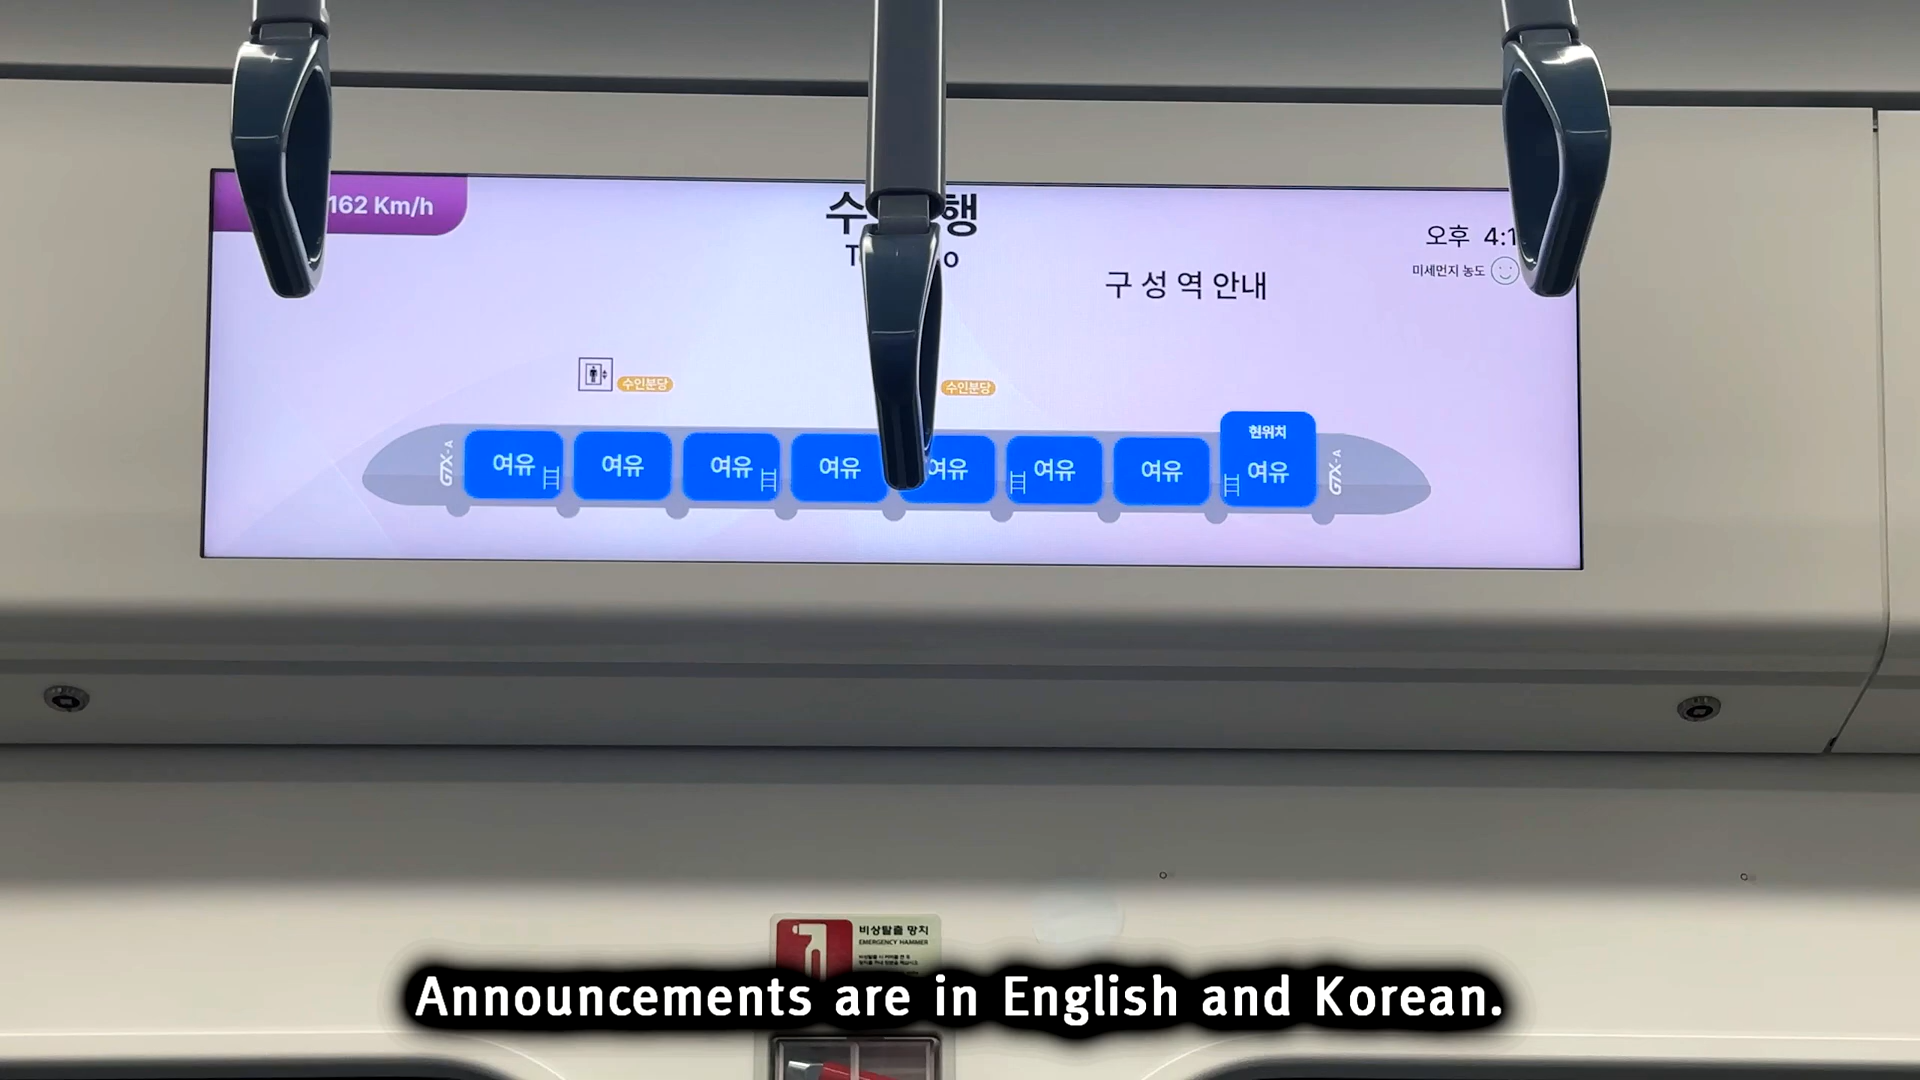 162 Km/h
오후 4:1
미세먼지 농도
구성역 안내
수인분당
수인분당
현위치
GTX-A
여유
여유
여유
여유
여유
여유
여유
여유
GTX-A
비상탈출 망치
EMERGENCY HAMMER
Announcements are in English and Korean.